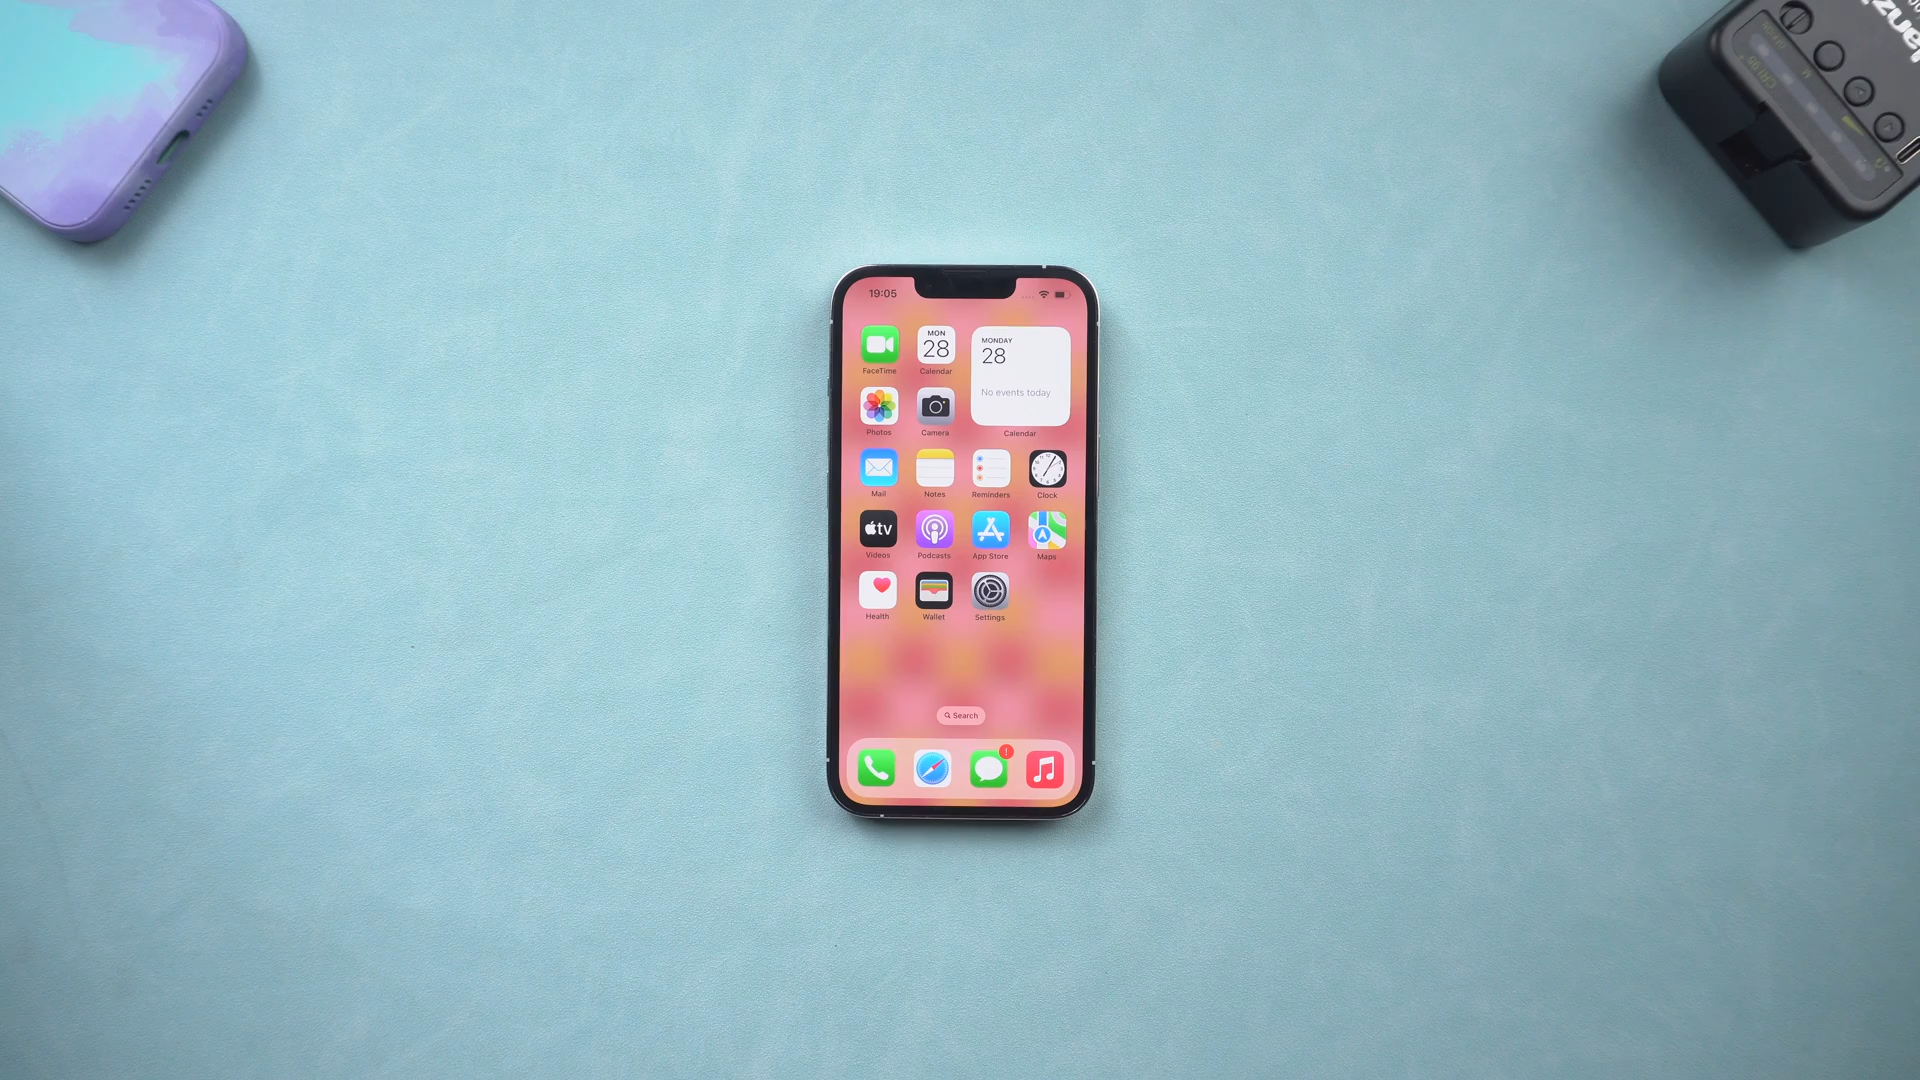 19:05
MON
28
MONDAY
28
No events today
FaceTime
Calendar
Photos
Camera
Calendar
Mail
Notes
Reminders
Clock
tv
Videos
Podcasts
App Store
Maps
Health
Wallet
Settings
Search
!